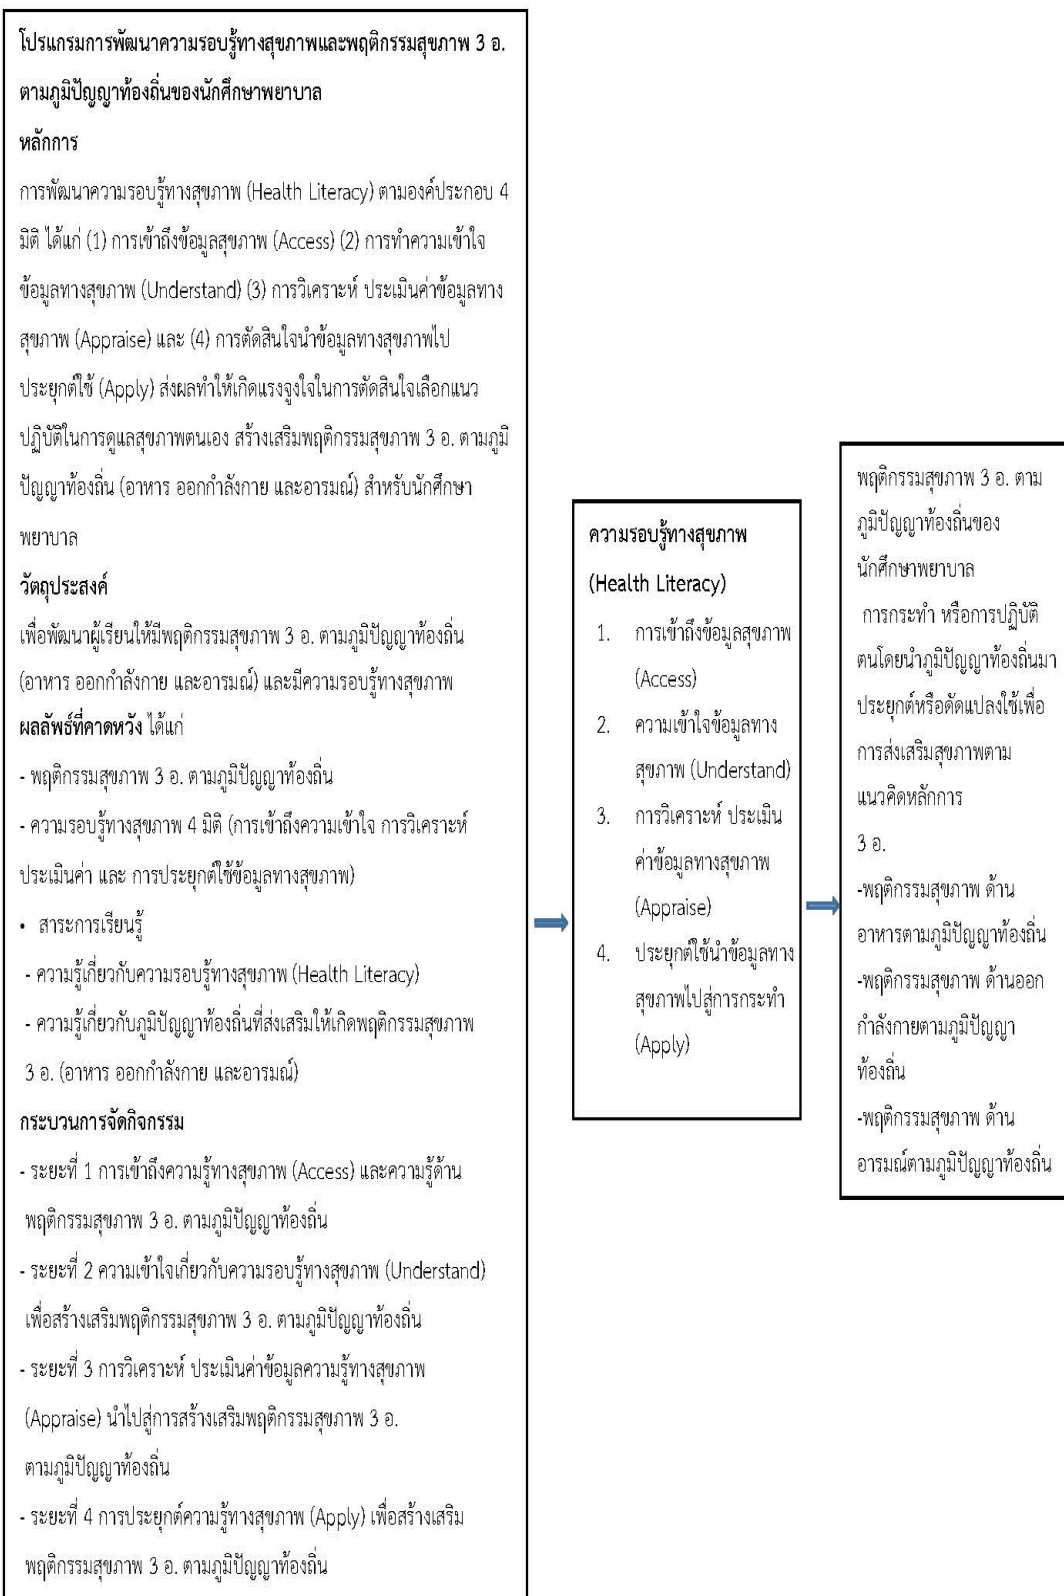 โปรแกรมการพัฒนาความรอบรู้ทางสุขภาพและพฤติกรรมสุขภาพ 3 อ.
ตามภูมิปัญญาท้องถิ่นของนักศึกษาพยาบาล
หลักการ
การพัฒนาความรอบรู้ทางสุขภาพ (Health Literacy) ตามองค์ประกอบ 4
มิติ ได้แก่ (1) การเข้าถึงข้อมูลสุขภาพ (Access) (2) การทำความเข้าใจ
ข้อมูลทางสุขภาพ (Understand) (3) การวิเคราะห์ ประเมินค่าข้อมูลทาง
สุขภาพ (Appraise) และ (4) การตัดสินใจนำข้อมูลทางสุขภาพไป
ประยุกต์ใช้ (Apply) ส่งผลทำให้เกิดแรงจูงใจในการตัดสินใจเลือกแนว
ปฏิบัติในการดูแลสุขภาพตนเอง สร้างเสริมพฤติกรรมสุขภาพ 3 อ. ตามภูมิ
ปัญญาท้องถิ่น (อาหาร ออกกำลังกาย และอารมณ์) สำหรับนักศึกษา
พยาบาล
วัตถุประสงค์
เพื่อพัฒนาผู้เรียนให้มีพฤติกรรมสุขภาพ 3 อ. ตามภูมิปัญญาท้องถิ่น
(อาหาร ออกกำลังกาย และอารมณ์) และมีความรอบรู้ทางสุขภาพ
ผลลัพธ์ที่คาดหวัง ได้แก่
- พฤติกรรมสุขภาพ 3 อ. ตามภูมิปัญญาท้องถิ่น
- ความรอบรู้ทางสุขภาพ 4 มิติ (การเข้าถึงความเข้าใจ การวิเคราะห์
ประเมินค่า และ การประยุกต์ใช้ข้อมูลทางสุขภาพ)
• สาระการเรียนรู้
- ความรู้เกี่ยวกับความรอบรู้ทางสุขภาพ (Health Literacy)
- ความรู้เกี่ยวกับภูมิปัญญาท้องถิ่นที่ส่งเสริมให้เกิดพฤติกรรมสุขภาพ
3 อ. (อาหาร ออกกำลังกาย และอารมณ์)
กระบวนการจัดกิจกรรม
- ระยะที่ 1 การเข้าถึงความรู้ทางสุขภาพ (Access) และความรู้ด้าน
พฤติกรรมสุขภาพ 3 อ. ตามภูมิปัญญาท้องถิ่น
- ระยะที่ 2 ความเข้าใจเกี่ยวกับความรอบรู้ทางสุขภาพ (Understand)
เพื่อสร้างเสริมพฤติกรรมสุขภาพ 3 อ. ตามภูมิปัญญาท้องถิ่น
- ระยะที่ 3 การวิเคราะห์ ประเมินค่าข้อมูลความรู้ทางสุขภาพ
(Appraise) นำไปสู่การสร้างเสริมพฤติกรรมสุขภาพ 3 อ.
ตามภูมิปัญญาท้องถิ่น
- ระยะที่ 4 การประยุกต์ความรู้ทางสุขภาพ (Apply) เพื่อสร้างเสริม
พฤติกรรมสุขภาพ 3 อ. ตามภูมิปัญญาท้องถิ่น
ความรอบรู้ทางสุขภาพ
(Health Literacy)
1. การเข้าถึงข้อมูลสุขภาพ
(Access)
2. ความเข้าใจข้อมูลทาง
สุขภาพ (Understand)
3. การวิเคราะห์ ประเมิน
ค่าข้อมูลทางสุขภาพ
(Appraise)
4. ประยุกต์ใช้นำข้อมูลทาง
สุขภาพไปสู่การกระทำ
(Apply)
พฤติกรรมสุขภาพ 3 อ. ตาม
ภูมิปัญญาท้องถิ่นของ
นักศึกษาพยาบาล
การกระทำ หรือการปฏิบัติ
ตนโดยนำภูมิปัญญาท้องถิ่นมา
ประยุกต์หรือดัดแปลงใช้เพื่อ
การส่งเสริมสุขภาพตาม
แนวคิดหลักการ
3 อ.
-พฤติกรรมสุขภาพ ด้าน
อาหารตามภูมิปัญญาท้องถิ่น
-พฤติกรรมสุขภาพ ด้านออก
กำลังกายตามภูมิปัญญา
ท้องถิ่น
-พฤติกรรมสุขภาพ ด้าน
อารมณ์ตามภูมิปัญญาท้องถิ่น